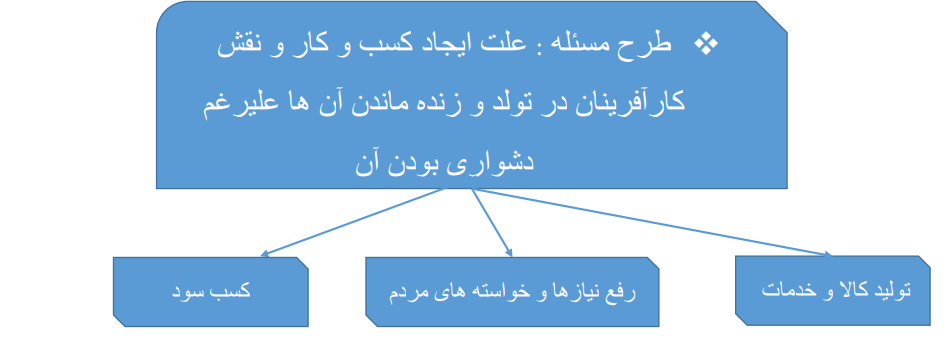 ❖ طرح مسئله : علت ایجاد کسب و کار و نقش
کارآفرینان در تولد و زنده ماندن آن ها علیرغم
دشواری بودن آن
تولید کالا و خدمات
رفع نیازها و خواسته های مردم
کسب سود